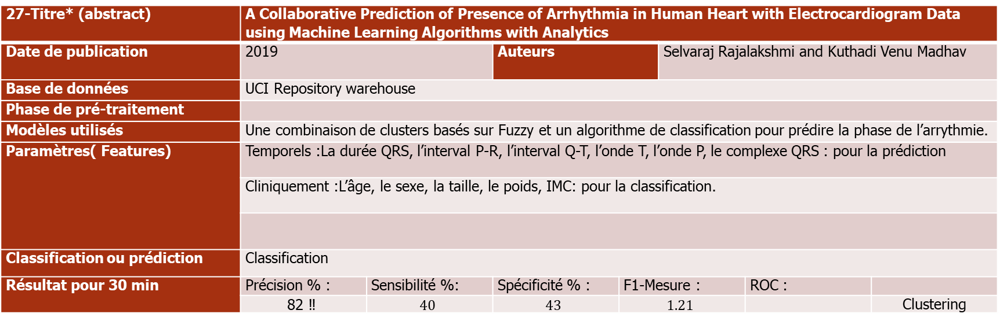 27-Titre* (abstract)
A Collaborative Prediction of Presence of Arrhythmia in Human Heart with Electrocardiogram Data
using Machine Learning Algorithms with Analytics
Date de publication
2019
Auteurs
Selvaraj Rajalakshmi and Kuthadi Venu Madhav
Base de données
UCI Repository warehouse
Phase de pré-traitement
Modèles utilisés
Une combinaison de clusters basés sur Fuzzy et un algorithme de classification pour prédire la phase de l’arrythmie.
Paramètres( Features)
Temporels :La durée QRS, l’interval P-R, l’interval Q-T, l’onde T, l’onde P, le complexe QRS : pour la prédiction
Cliniquement :L’âge, le sexe, la taille, le poids, IMC: pour la classification.
Classification ou prédiction
Classification
Résultat pour 30 min
Précision % :
Sensibilité %:
Spécificité % :
F1-Mesure :
ROC :
82 !!
40
43
1.21
Clustering